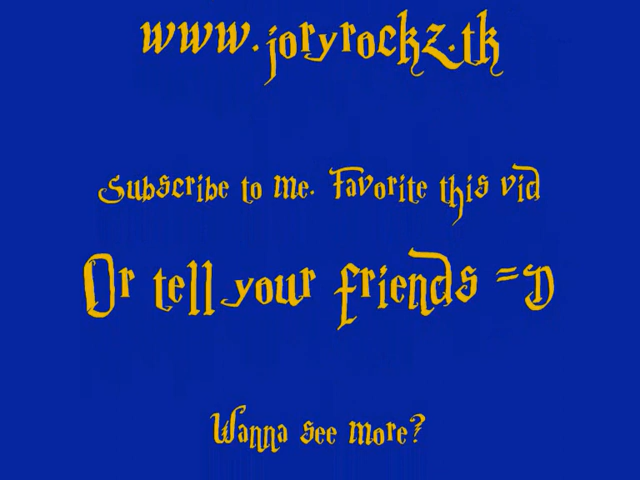 www.joryrockz.tk
Subscribe to me. Favorite this vid
Or tell your friends =D
Wanna see more?